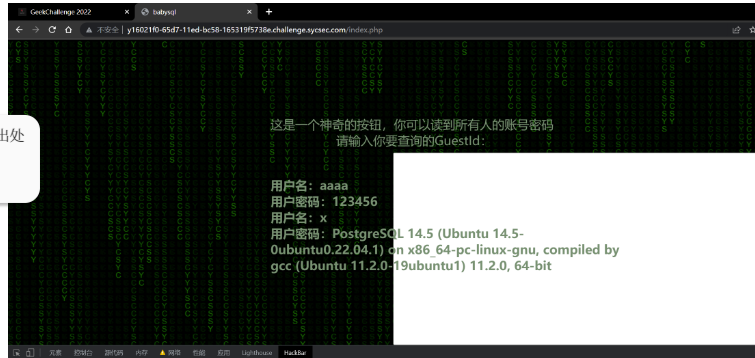 GeekChallenge 2022
babysql
不安全 y16021f0-65d7-11ed-bc58-165319f5738e.challenge.sycsec.com/index.php
出处
这是一个神奇的按钮，你可以读到所有人的账号密码
请输入你要查询的GuestId：
用户名：aaaa
用户密码：123456
用户名：x
用户密码：PostgreSQL 14.5 (Ubuntu 14.5-
0ubuntu0.22.04.1) on x86_64-pc-linux-gnu, compiled by
gcc (Ubuntu 11.2.0-19ubuntu1) 11.2.0, 64-bit
元素 控制台 源代码 内存 网络 性能 应用 Lighthouse HackBar